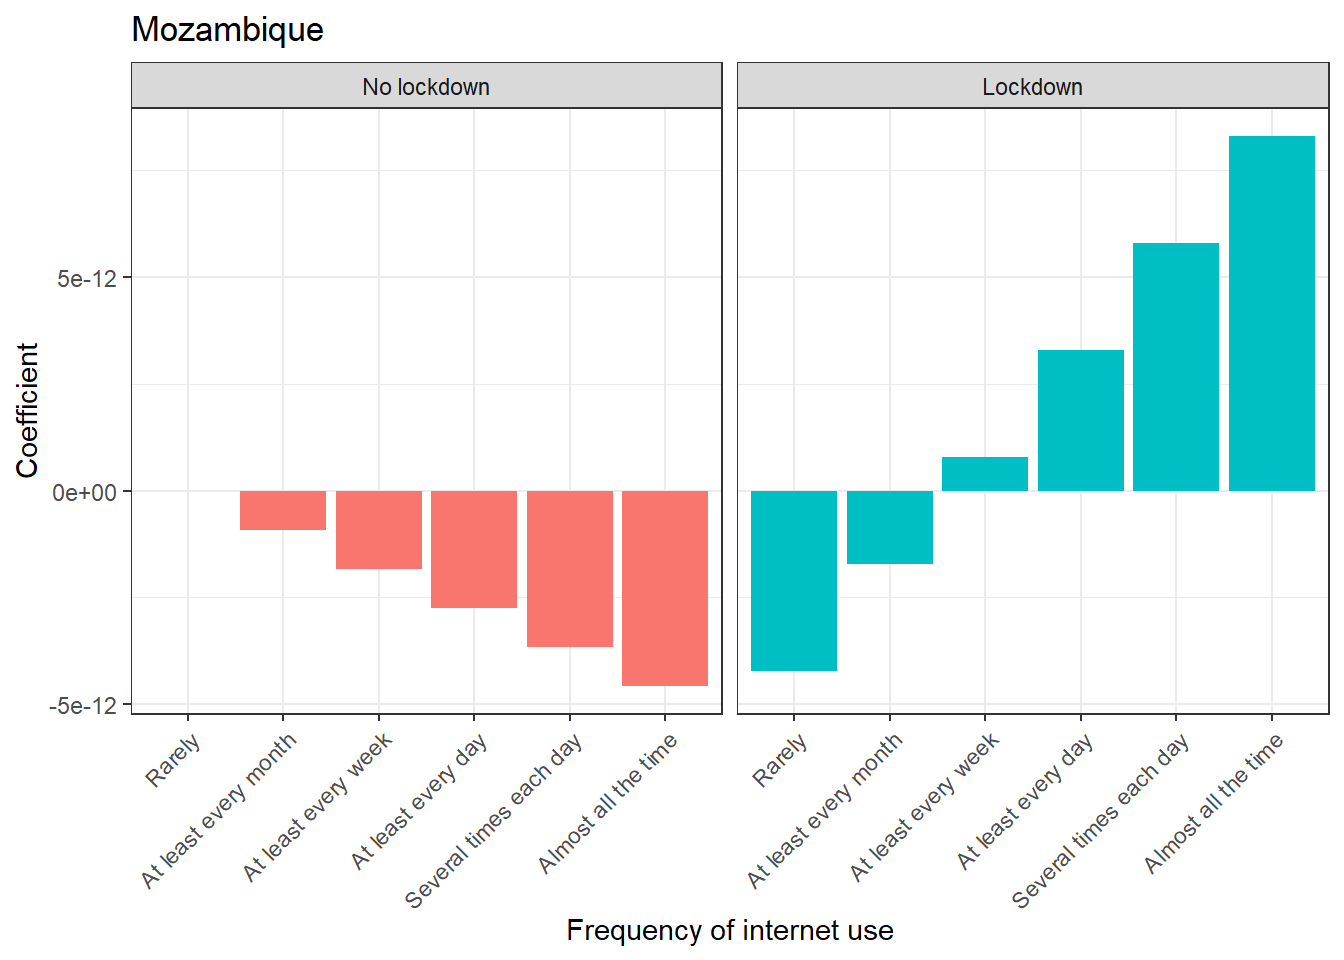 Mozambique
No lockdown
Lockdown
Coefficient
5e-12
0e+00
-5e-12
Rarely
At least every month
At least every week
At least every day
Several times each day
Almost all the time
Rarely
At least every month
At least every week
At least every day
Several times each day
Almost all the time
Frequency of internet use